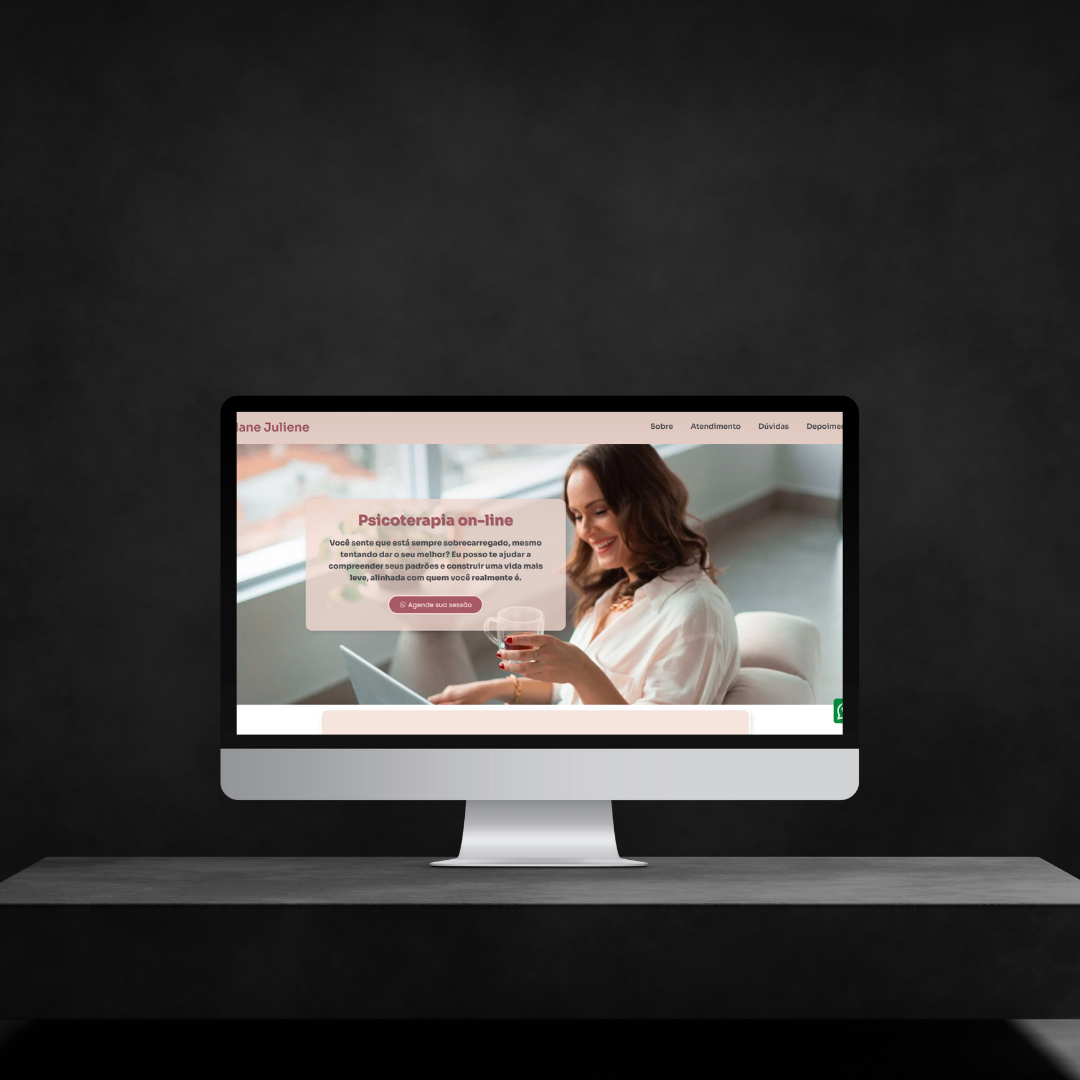 lane Juliene
Sobre Atendimento Dúvidas Depoimen
Psicoterapia on-line
Você sente que está sempre sobrecarregado, mesmo
tentando dar o seu melhor? Eu posso te ajudar a
compreender seus padrões e construir uma vida mais
leve, alinhada com quem você realmente é.
Agende sua sessão